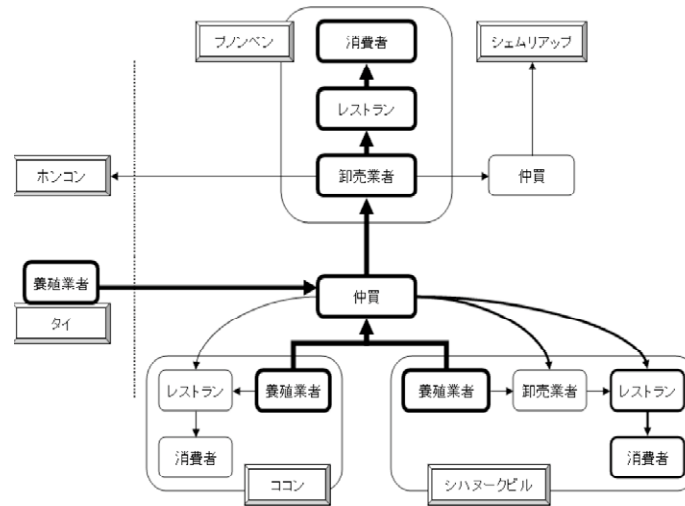 プノンペン
消費者
シェムリアップ
レストラン
ホンコン
卸売業者
仲買
養殖業者
タイ
仲買
レストラン
養殖業者
養殖業者
卸売業者
レストラン
消費者
消費者
ココン
シハヌークビル